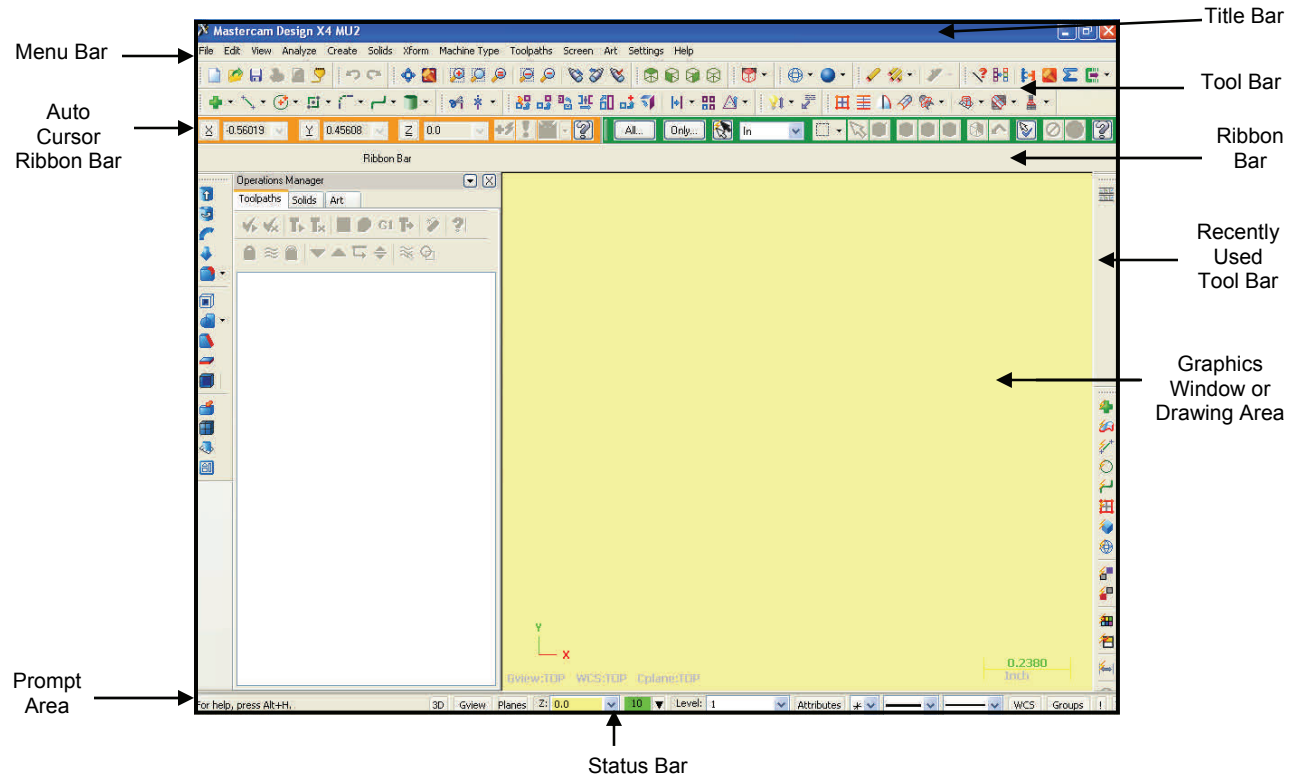 Title Bar
Mastercam Design X4 MU2
Menu Bar
File Edit View Analyze Create Solids Xform Machine Type Toolpaths Screen Art Settings Help
Tool Bar
Auto
Cursor
Ribbon Bar
X -0.56019 Y 0.45608 Z 0.0 All... Only... In
Ribbon
Bar
Ribbon Bar
Operations Manager
Toolpaths Solids Art
G1
Recently
Used
Tool Bar
Graphics
Window or
Drawing Area
Y
X
0.2380
Inch
Gview:TOP WCS:TOP Cplane:TOP
Prompt
Area
For help, press Alt+H. 3D Gview Planes Z: 0.0 10 Level: 1 Attributes WCS Groups !
Status Bar